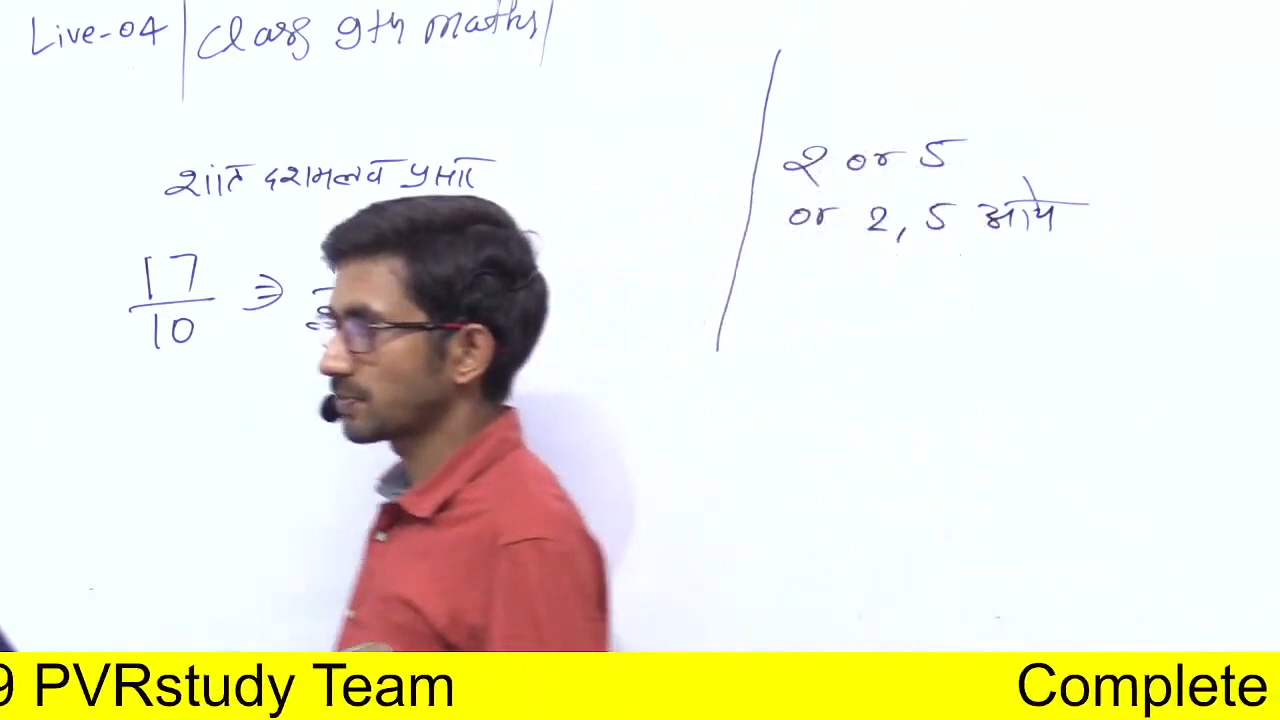 Live-04 | Class 9th maths |
शांत दशमलव प्रसार
17/10 ⇒
2 or 5
or 2, 5 आये
9 PVRstudy Team Complete